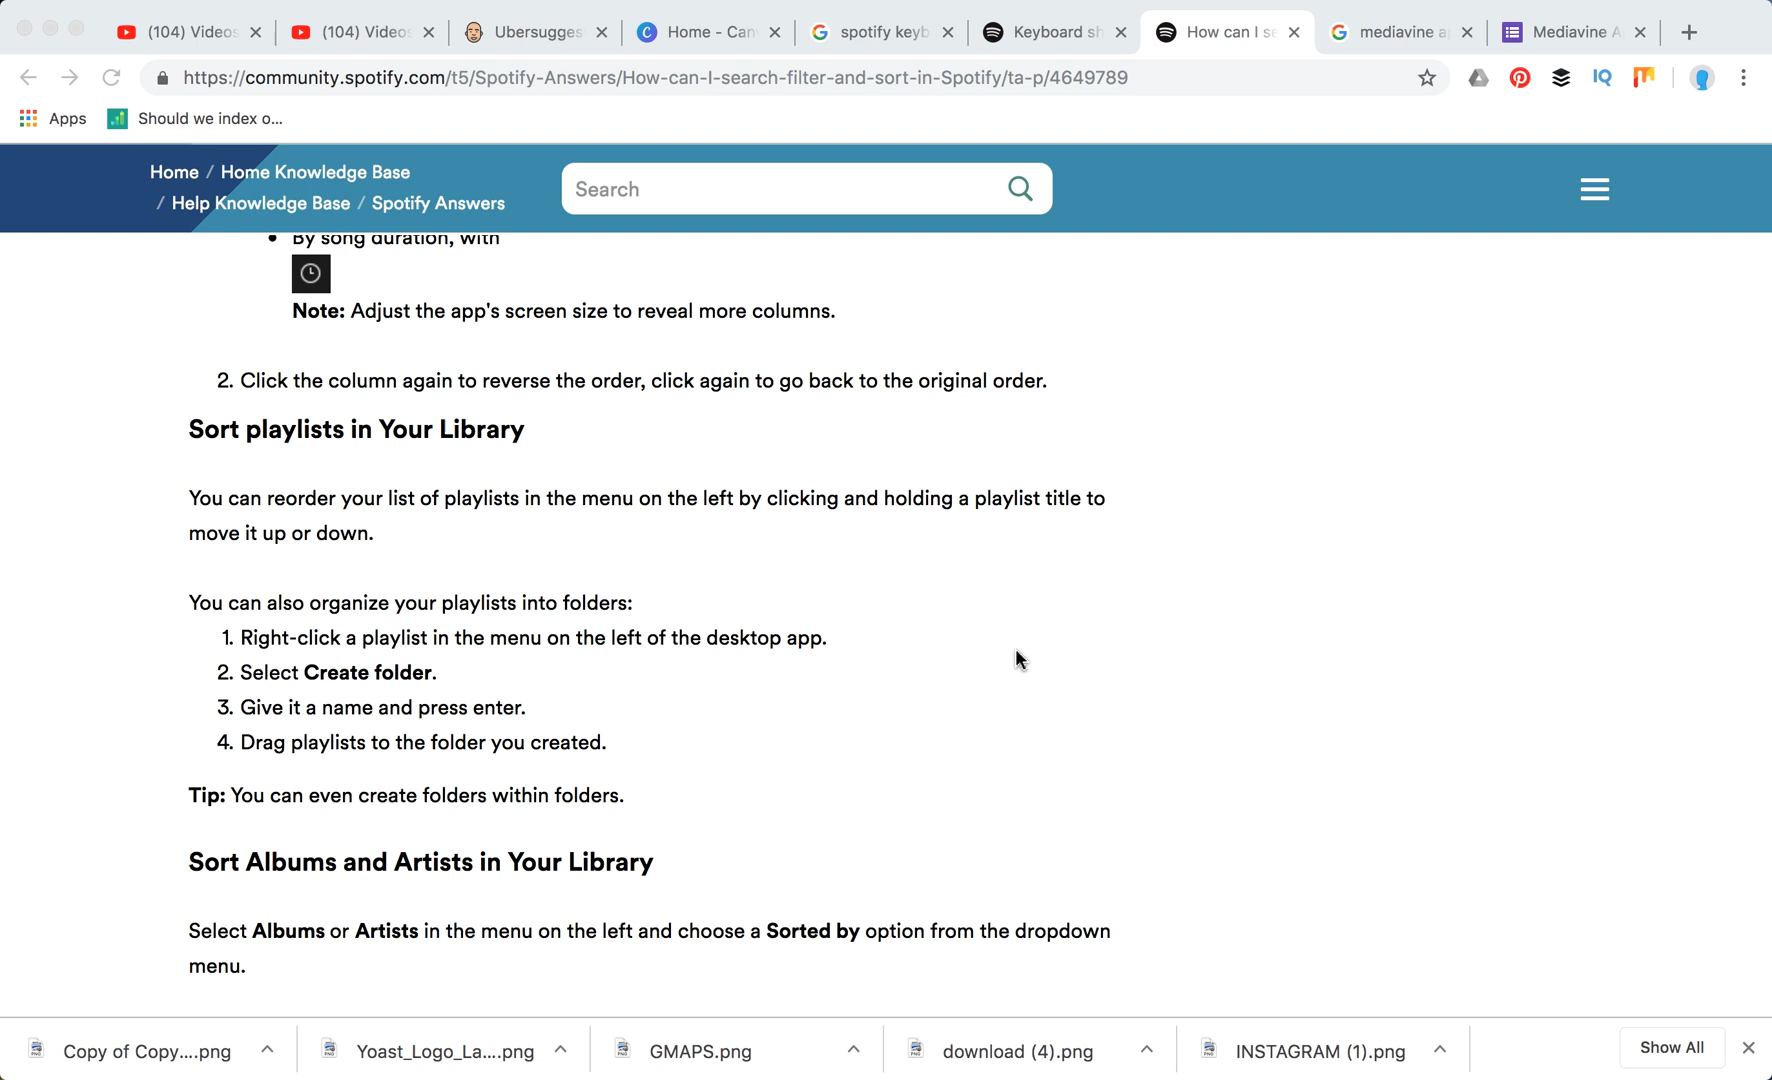 (104) Videos
(104) Videos
Ubersugges
Home - Can
spotify keyb
Keyboard sh
How can I se
mediavine a
Mediavine A
https://community.spotify.com/t5/Spotify-Answers/How-can-I-search-filter-and-sort-in-Spotify/ta-p/4649789
IQ
Apps
Should we index o...
Home / Home Knowledge Base
/ Help Knowledge Base / Spotify Answers
Search
• By song duration, with
Note: Adjust the app's screen size to reveal more columns.
2. Click the column again to reverse the order, click again to go back to the original order.
Sort playlists in Your Library
You can reorder your list of playlists in the menu on the left by clicking and holding a playlist title to
move it up or down.
You can also organize your playlists into folders:
1. Right-click a playlist in the menu on the left of the desktop app.
2. Select Create folder.
3. Give it a name and press enter.
4. Drag playlists to the folder you created.
Tip: You can even create folders within folders.
Sort Albums and Artists in Your Library
Select Albums or Artists in the menu on the left and choose a Sorted by option from the dropdown
menu.
Copy of Copy....png
Yoast_Logo_La....png
GMAPS.png
download (4).png
INSTAGRAM (1).png
Show All